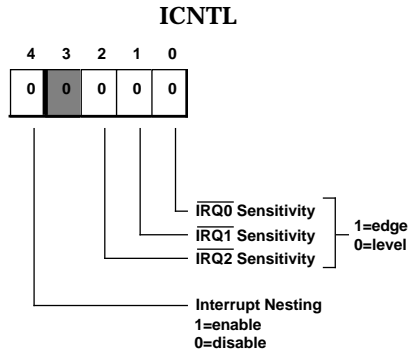 ICNTL
4 3 2 1 0
0 0 0 0 0
IRQ0 Sensitivity
IRQ1 Sensitivity
IRQ2 Sensitivity
1=edge
0=level
Interrupt Nesting
1=enable
0=disable